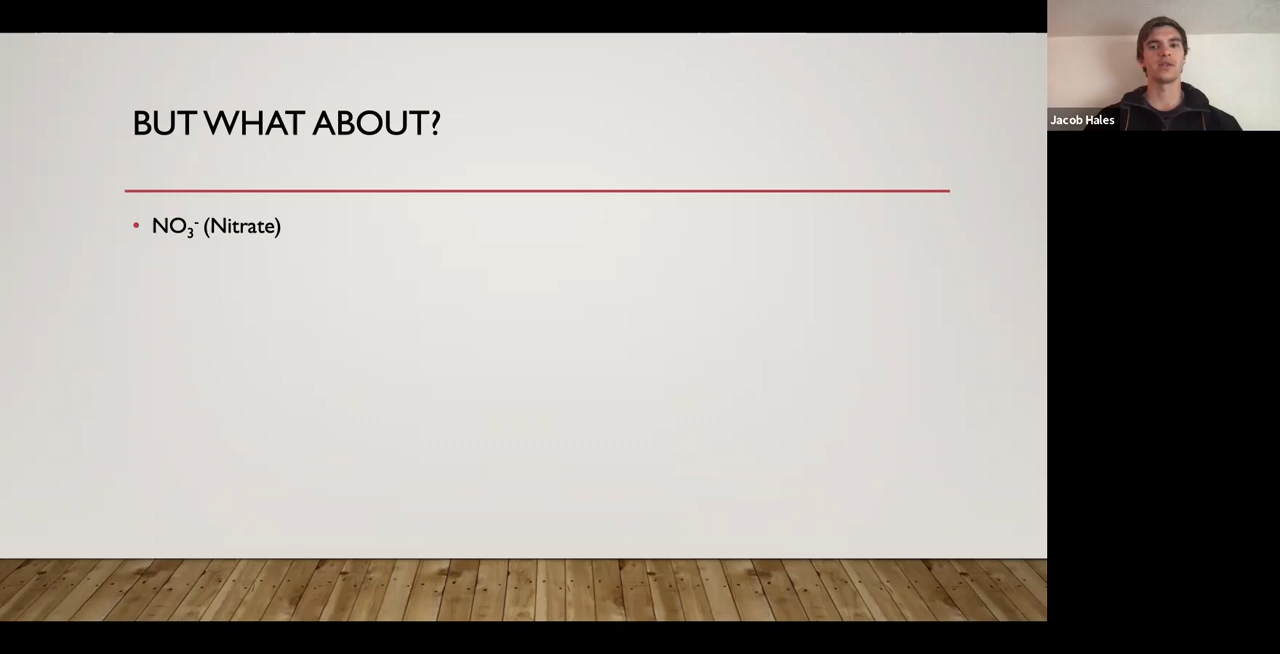 BUT WHAT ABOUT?
• NO₃⁻ (Nitrate)
Jacob Hales